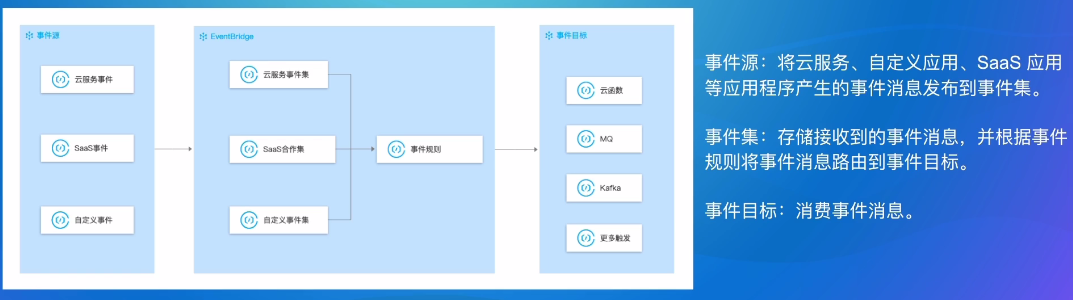 事件源
云服务事件
SaaS事件
自定义事件
EventBridge
云服务事件集
SaaS合作集
自定义事件集
事件规则
事件目标
云函数
MQ
Kafka
更多触发
事件源：将云服务、自定义应用、SaaS 应用
等应用程序产生的事件消息发布到事件集。
事件集：存储接收到的事件消息，并根据事件
规则将事件消息路由到事件目标。
事件目标：消费事件消息。